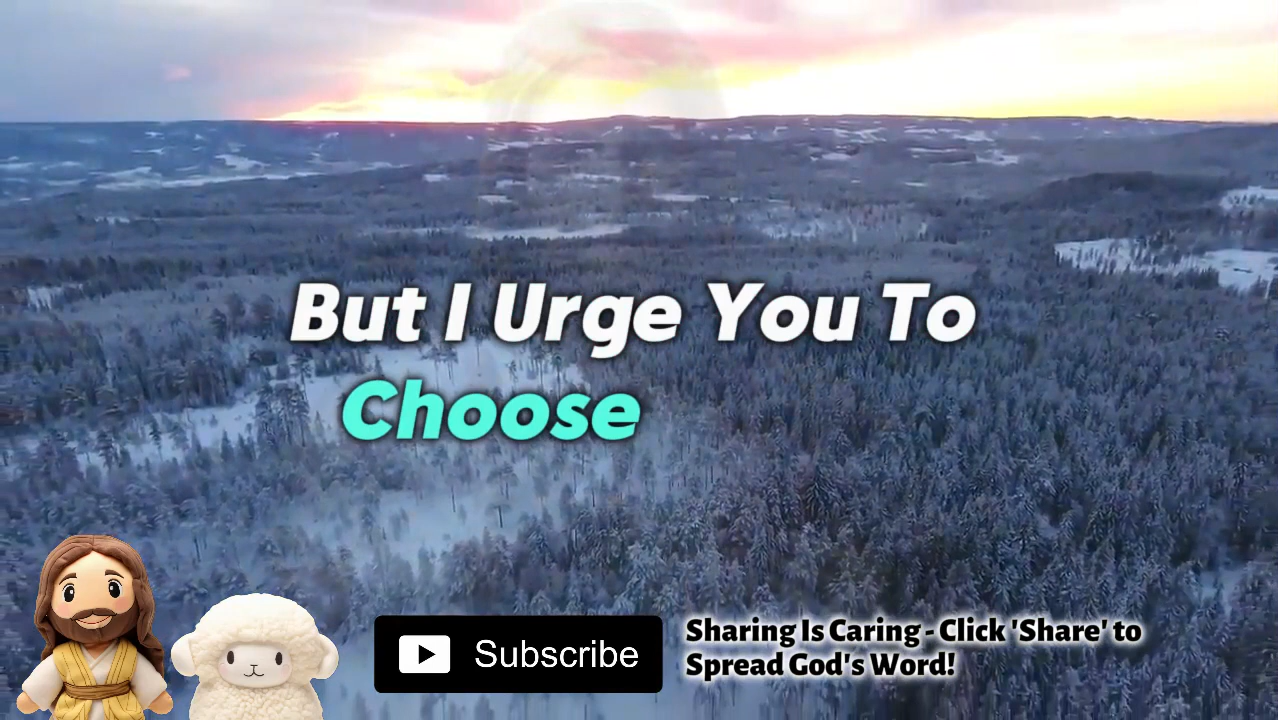 But I Urge You To
Choose
Subscribe
Sharing Is Caring - Click 'Share' to
Spread God's Word!